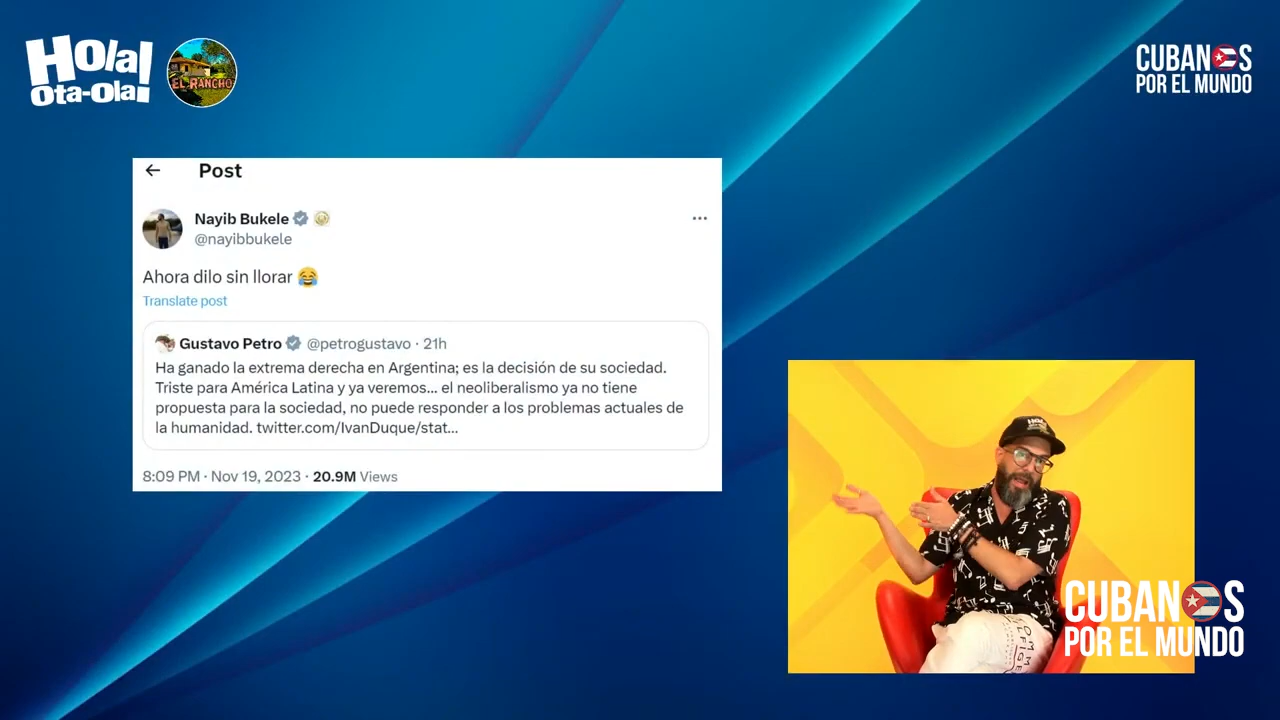 Hola!
Ota-Ola!
EL RANCHO
CUBANOS
POR EL MUNDO
Post
Nayib Bukele
@nayibbukele
Ahora dilo sin llorar 😂
Translate post
Gustavo Petro @petrogustavo · 21h
Ha ganado la extrema derecha en Argentina; es la decisión de su sociedad.
Triste para América Latina y ya veremos... el neoliberalismo ya no tiene
propuesta para la sociedad, no puede responder a los problemas actuales de
la humanidad. twitter.com/IvanDuque/stat...
8:09 PM · Nov 19, 2023 · 20.9M Views
CUBANOS
POR EL MUNDO